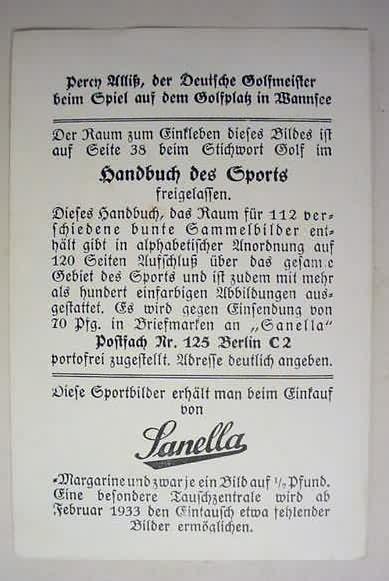 Percy Alliß, der Deutsche Golfmeister
beim Spiel auf dem Golfplatz in Wannsee
Der Raum zum Einkleben dieses Bildes ist
auf Seite 38 beim Stichwort Golf im
Handbuch des Sports
freigelassen.
Dieses Handbuch, das Raum für 112 ver-
schiedene bunte Sammelbilder ent-
hält gibt in alphabetischer Anordnung auf
120 Seiten Aufschluß über das gesamte
Gebiet des Sports und ist zudem mit mehr
als hundert einfarbigen Abbildungen aus-
gestattet. Es wird gegen Einsendung von
70 Pfg. in Briefmarken an „Sanella"
Postfach Nr. 125 Berlin C 2
portofrei zugestellt. Adresse deutlich angeben.
Diese Sportbilder erhält man beim Einkauf
von
Sanella
-Margarine und zwar je ein Bild auf 1/2 Pfund.
Eine besondere Tauschzentrale wird ab
Februar 1933 den Eintausch etwa fehlender
Bilder ermöglichen.